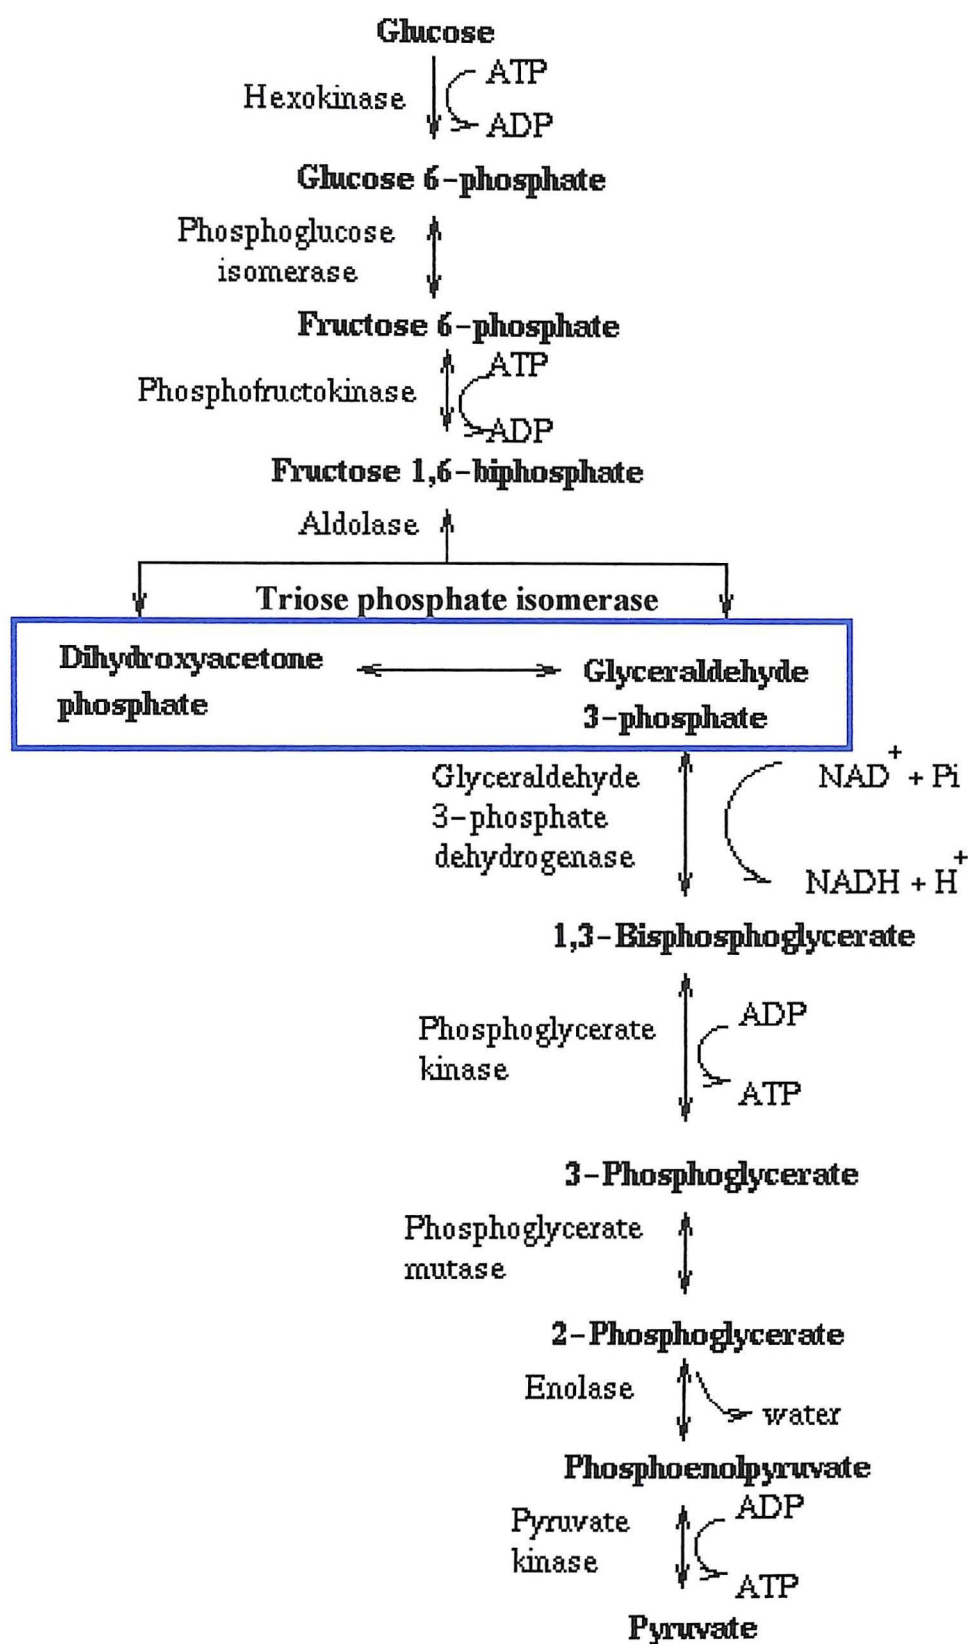 Glucose
ATP
Hexokinase
ADP
Glucose 6-phosphate
Phosphoglucose
isomerase
Fructose 6-phosphate
ATP
Phosphofructokinase
ADP
Fructose 1,6-biphosphate
Aldolase
Triose phosphate isomerase
Dihydroxyacetone
phosphate
Glyceraldehyde
3-phosphate
Glyceraldehyde
3-phosphate
dehydrogenase
NAD+ + Pi
NADH + H+
1,3-Bisphosphoglycerate
Phosphoglycerate
kinase
ADP
ATP
3-Phosphoglycerate
Phosphoglycerate
mutase
2-Phosphoglycerate
Enolase
water
Phosphoenolpyruvate
Pyruvate
kinase
ADP
ATP
Pyruvate